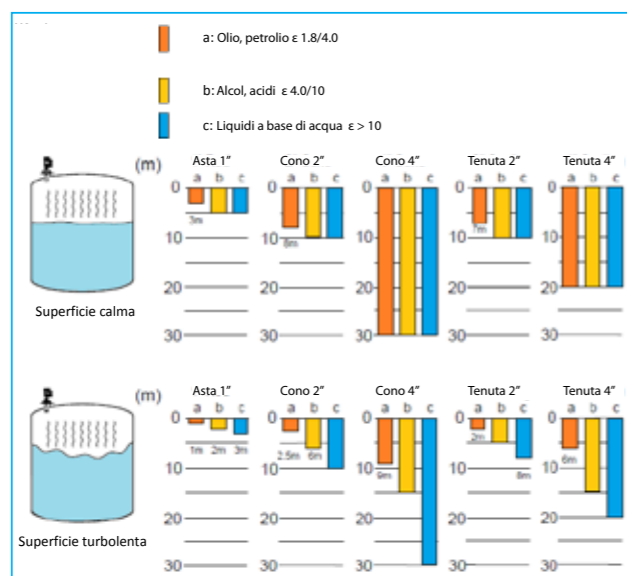 a: Olio, petrolio ε 1.8/4.0
b: Alcol, acidi ε 4.0/10
c: Liquidi a base di acqua ε > 10
(m) Asta 1” Cono 2” Cono 4” Tenuta 2” Tenuta 4”
a b c a b c a b c a b c a b c
0 0 0 0 0
3m 8m 7m
10 10 10 10 10
20 20 20 20 20
30 30 30 30 30
Superficie calma
(m) Asta 1” Cono 2” Cono 4” Tenuta 2” Tenuta 4”
a b c a b c a b c a b c a b c
0 0 0 0 0
1m 2m 3m 2.5m 6m 9m 2m 8m 6m
10 10 10 10 10
20 20 20 20 20
30 30 30 30 30
Superficie turbolenta